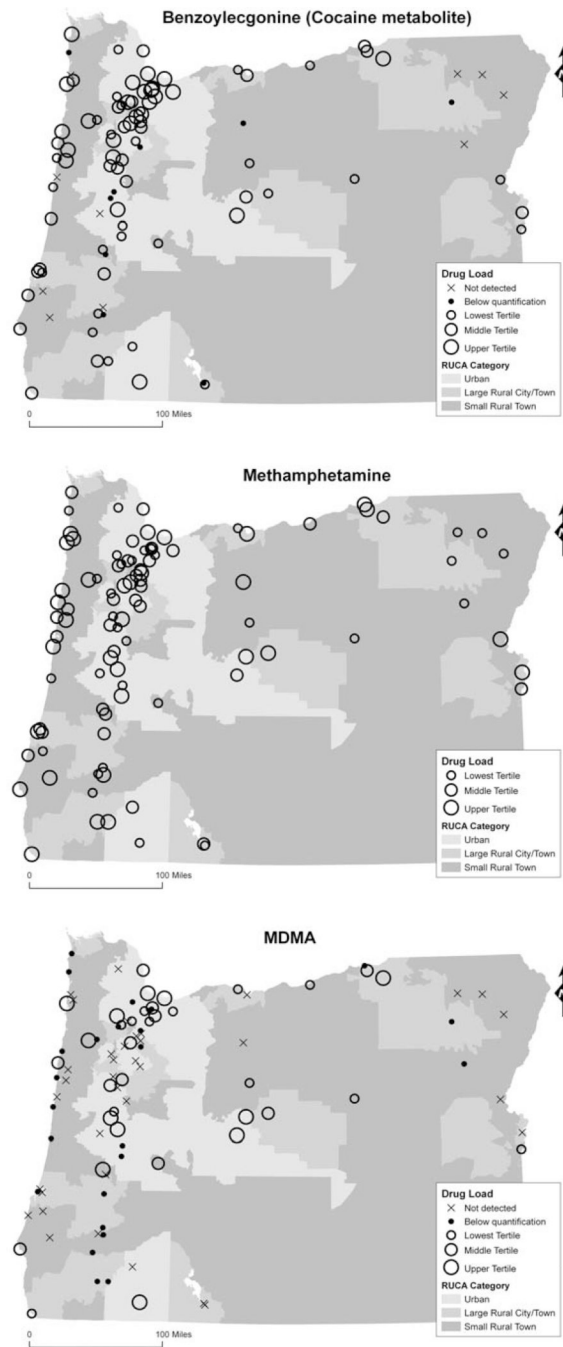 Benzoylecgonine (Cocaine metabolite)
Drug Load
Not detected
Below quantification
Lowest Tertile
Middle Tertile
Upper Tertile
RUCA Category
Urban
Large Rural City/Town
Small Rural Town
0 100 Miles
Methamphetamine
Drug Load
Lowest Tertile
Middle Tertile
Upper Tertile
RUCA Category
Urban
Large Rural City/Town
Small Rural Town
0 100 Miles
MDMA
Drug Load
Not detected
Below quantification
Lowest Tertile
Middle Tertile
Upper Tertile
RUCA Category
Urban
Large Rural City/Town
Small Rural Town
0 100 Miles